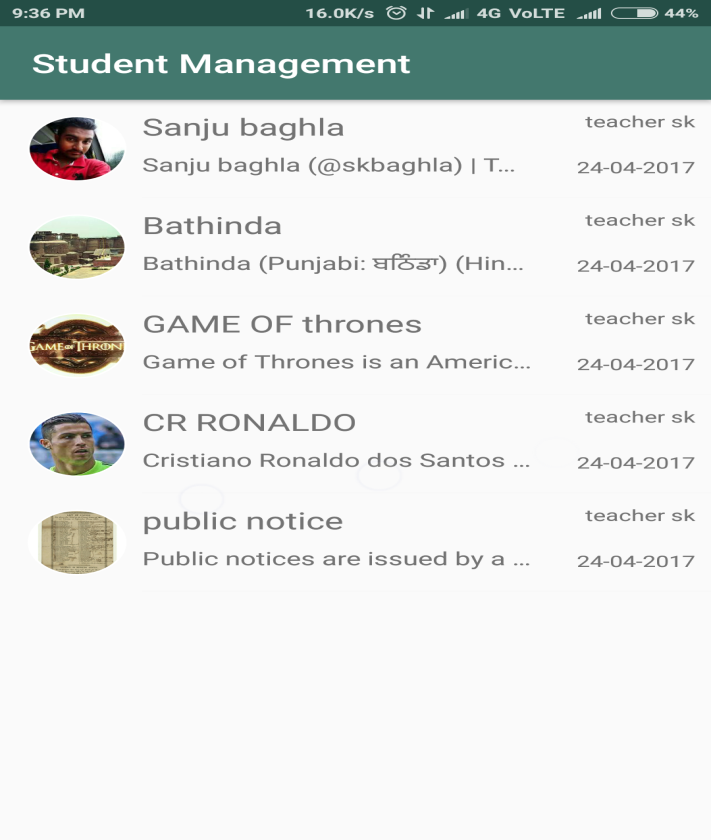 9:36 PM 16.0K/s 4G VoLTE 44%
Student Management
Sanju baghla teacher sk
Sanju baghla (@skbaghla) | T... 24-04-2017
Bathinda teacher sk
Bathinda (Punjabi: ਬਠਿੰਡਾ) (Hin... 24-04-2017
GAME OF thrones teacher sk
GAME OF THRON
Game of Thrones is an Americ... 24-04-2017
CR RONALDO teacher sk
Cristiano Ronaldo dos Santos ... 24-04-2017
public notice teacher sk
Public notices are issued by a ... 24-04-2017